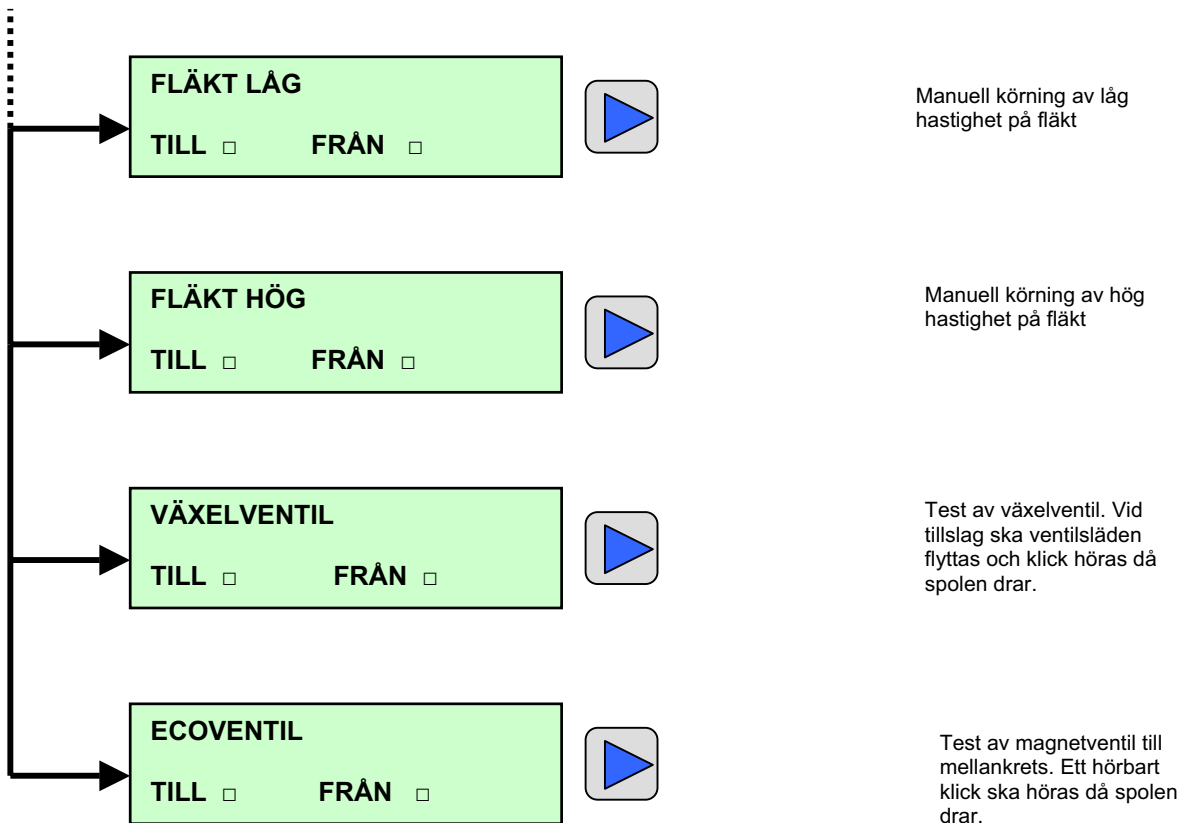 FLÄKT LÅG
TILL □ FRÅN □
Manuell körning av låg
hastighet på fläkt
FLÄKT HÖG
TILL □ FRÅN □
Manuell körning av hög
hastighet på fläkt
VÄXELVENTIL
TILL □ FRÅN □
Test av växelventil. Vid
tillslag ska ventilsläden
flyttas och klick höras då
spolen drar.
ECOVENTIL
TILL □ FRÅN □
Test av magnetventil till
mellankrets. Ett hörbart
klick ska höras då spolen
drar.